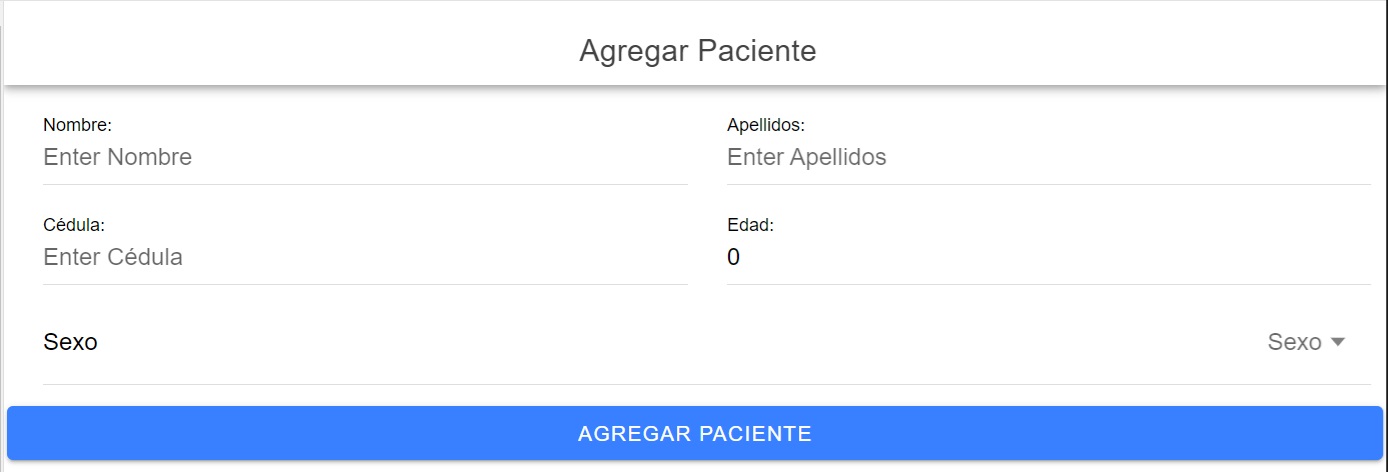 Agregar Paciente
Nombre:
Enter Nombre
Apellidos:
Enter Apellidos
Cédula:
Enter Cédula
Edad:
0
Sexo
Sexo
AGREGAR PACIENTE